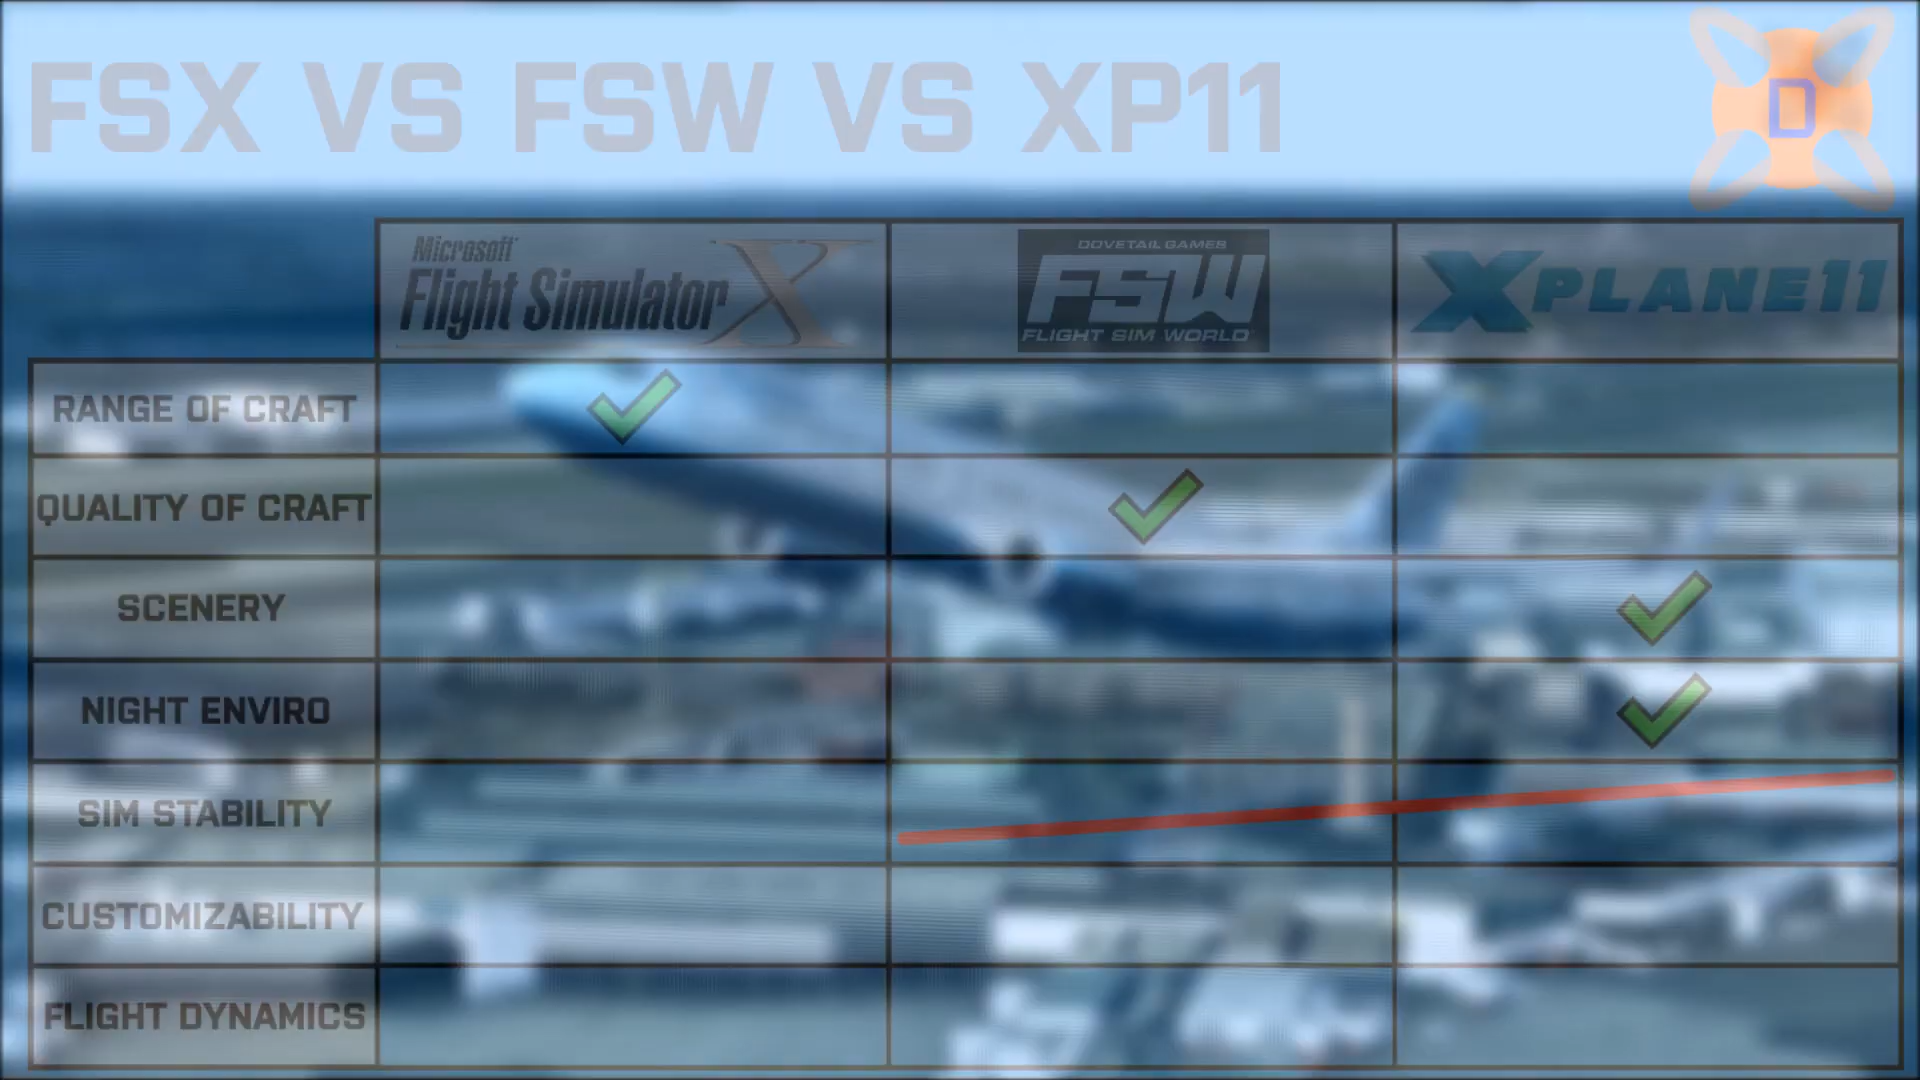 FSX VS FSW VS XP11
D
Microsoft
Flight Simulator X
DOVETAIL GAMES
FSW
FLIGHT SIM WORLD
XPLANE11
RANGE OF CRAFT
QUALITY OF CRAFT
SCENERY
NIGHT ENVIRO
SIM STABILITY
CUSTOMIZABILITY
FLIGHT DYNAMICS